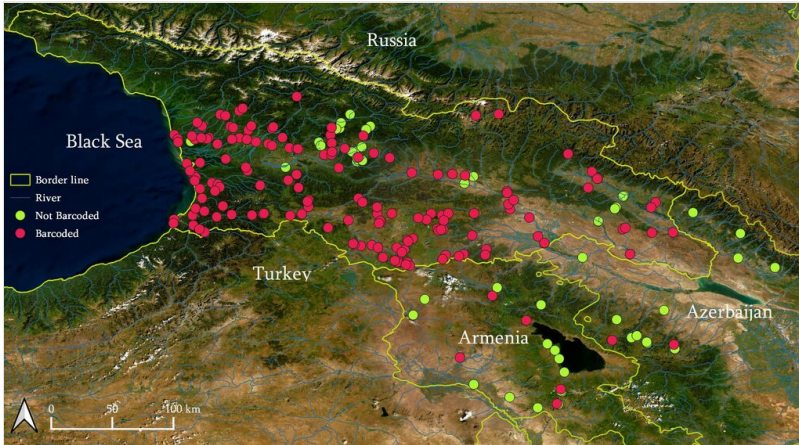 Russia
Black Sea
Border line
River
Not Barcoded
Barcoded
Turkey
Azerbaijan
Armenia
0 50 100 km